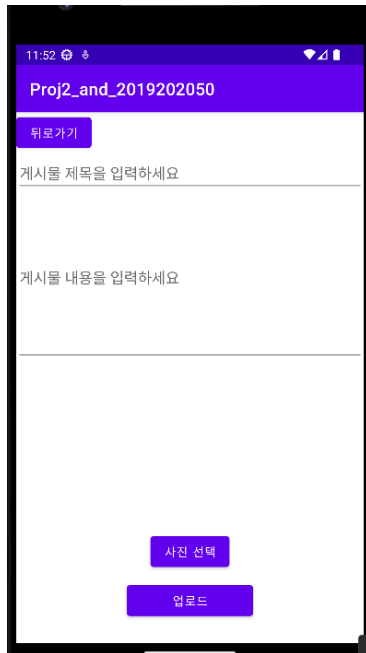 11:52
Proj2_and_2019202050
뒤로가기
게시물 제목을 입력하세요
게시물 내용을 입력하세요
사진 선택
업로드